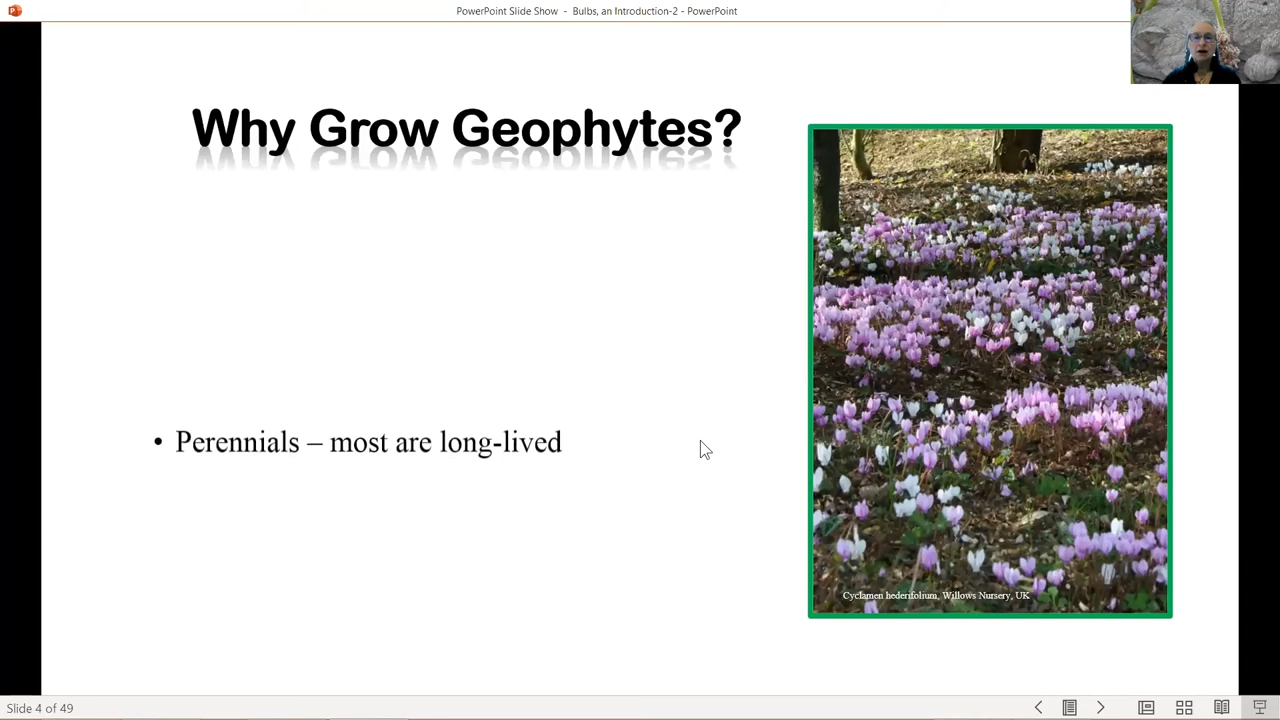 PowerPoint Slide Show - Bulbs, an Introduction-2 - PowerPoint
Why Grow Geophytes?
• Perennials – most are long-lived
Cyclamen hederifolium, Willows Nursery, UK
Slide 4 of 49